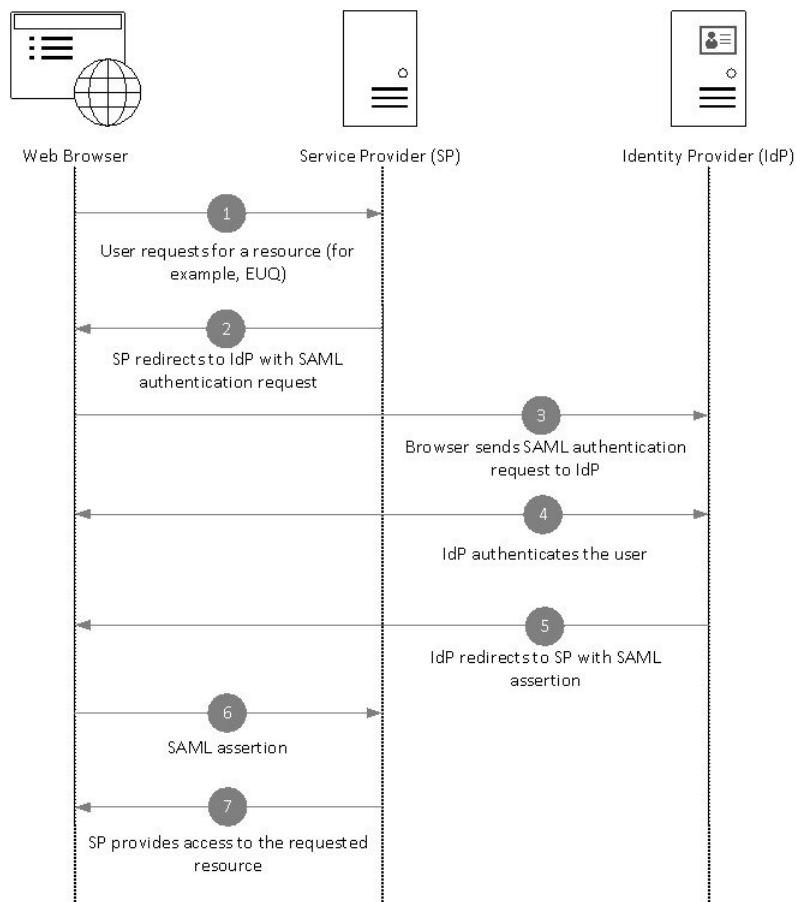 Web Browser
Service Provider (SP)
Identity Provider (IdP)
1
User requests for a resource (for
example, EUQ)
2
SP redirects to IdP with SAML
authentication request
3
Browser sends SAML authentication
request to IdP
4
IdP authenticates the user
5
IdP redirects to SP with SAML
assertion
6
SAML assertion
7
SP provides access to the requested
resource